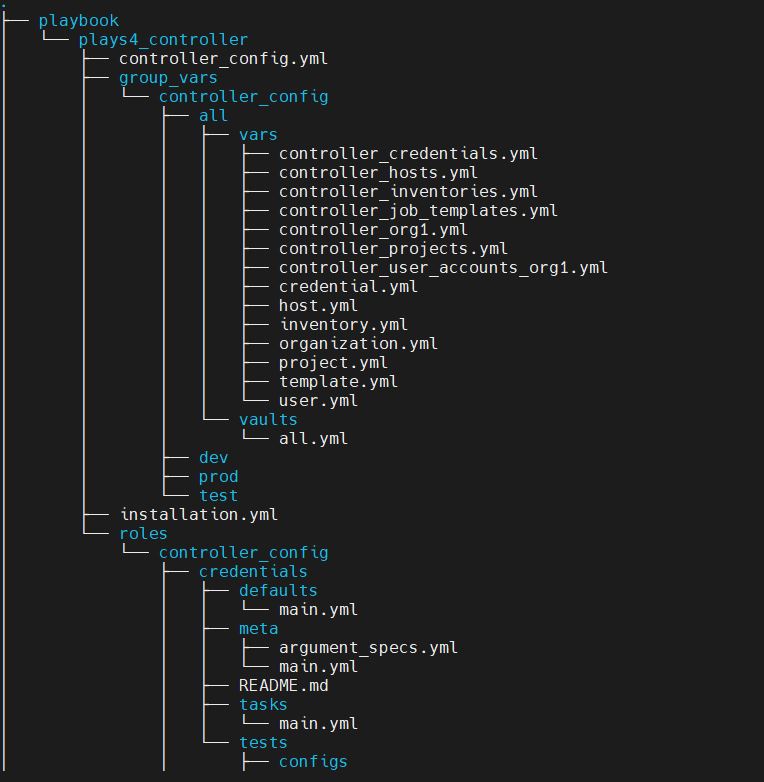 .
├── playbook
│   └── plays4_controller
│       ├── controller_config.yml
│       ├── group_vars
│       │   └── controller_config
│       │       ├── all
│       │       │   ├── vars
│       │       │   │   ├── controller_credentials.yml
│       │       │   │   ├── controller_hosts.yml
│       │       │   │   ├── controller_inventories.yml
│       │       │   │   ├── controller_job_templates.yml
│       │       │   │   ├── controller_org1.yml
│       │       │   │   ├── controller_projects.yml
│       │       │   │   ├── controller_user_accounts_org1.yml
│       │       │   │   ├── credential.yml
│       │       │   │   ├── host.yml
│       │       │   │   ├── inventory.yml
│       │       │   │   ├── organization.yml
│       │       │   │   ├── project.yml
│       │       │   │   ├── template.yml
│       │       │   │   └── user.yml
│       │       │   └── vaults
│       │       │       └── all.yml
│       │       ├── dev
│       │       ├── prod
│       │       └── test
│       ├── installation.yml
│       └── roles
│           └── controller_config
│               ├── credentials
│               │   ├── defaults
│               │   │   └── main.yml
│               │   ├── meta
│               │   │   ├── argument_specs.yml
│               │   │   └── main.yml
│               │   ├── README.md
│               │   ├── tasks
│               │   │   └── main.yml
│               │   └── tests
│               │       ├── configs